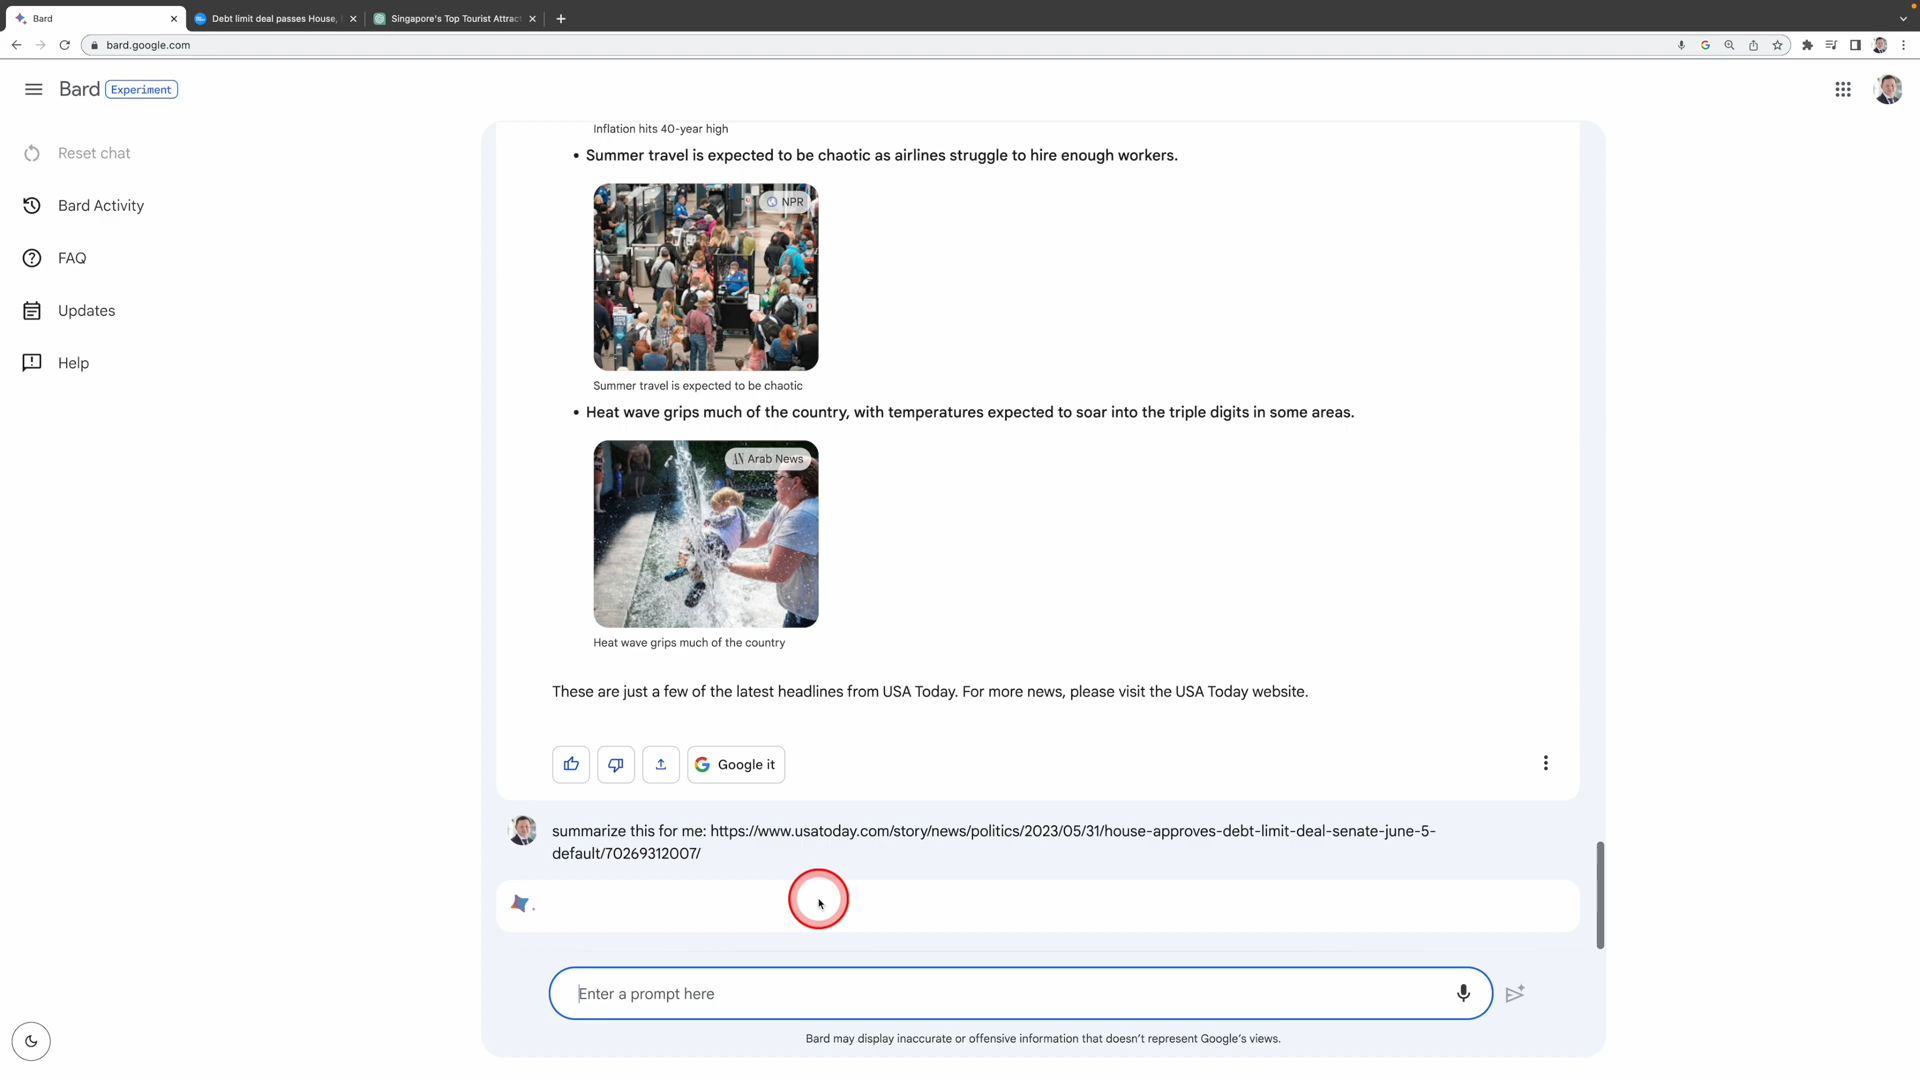 Bard
Debt limit deal passes House,
Singapore's Top Tourist Attrac
bard.google.com
Bard
Experiment
Reset chat
Bard Activity
FAQ
Updates
Help
Inflation hits 40-year high
• Summer travel is expected to be chaotic as airlines struggle to hire enough workers.
NPR
Summer travel is expected to be chaotic
• Heat wave grips much of the country, with temperatures expected to soar into the triple digits in some areas.
AN Arab News
Heat wave grips much of the country
These are just a few of the latest headlines from USA Today. For more news, please visit the USA Today website.
Google it
summarize this for me: https://www.usatoday.com/story/news/politics/2023/05/31/house-approves-debt-limit-deal-senate-june-5-
default/70269312007/
Enter a prompt here
Bard may display inaccurate or offensive information that doesn't represent Google's views.